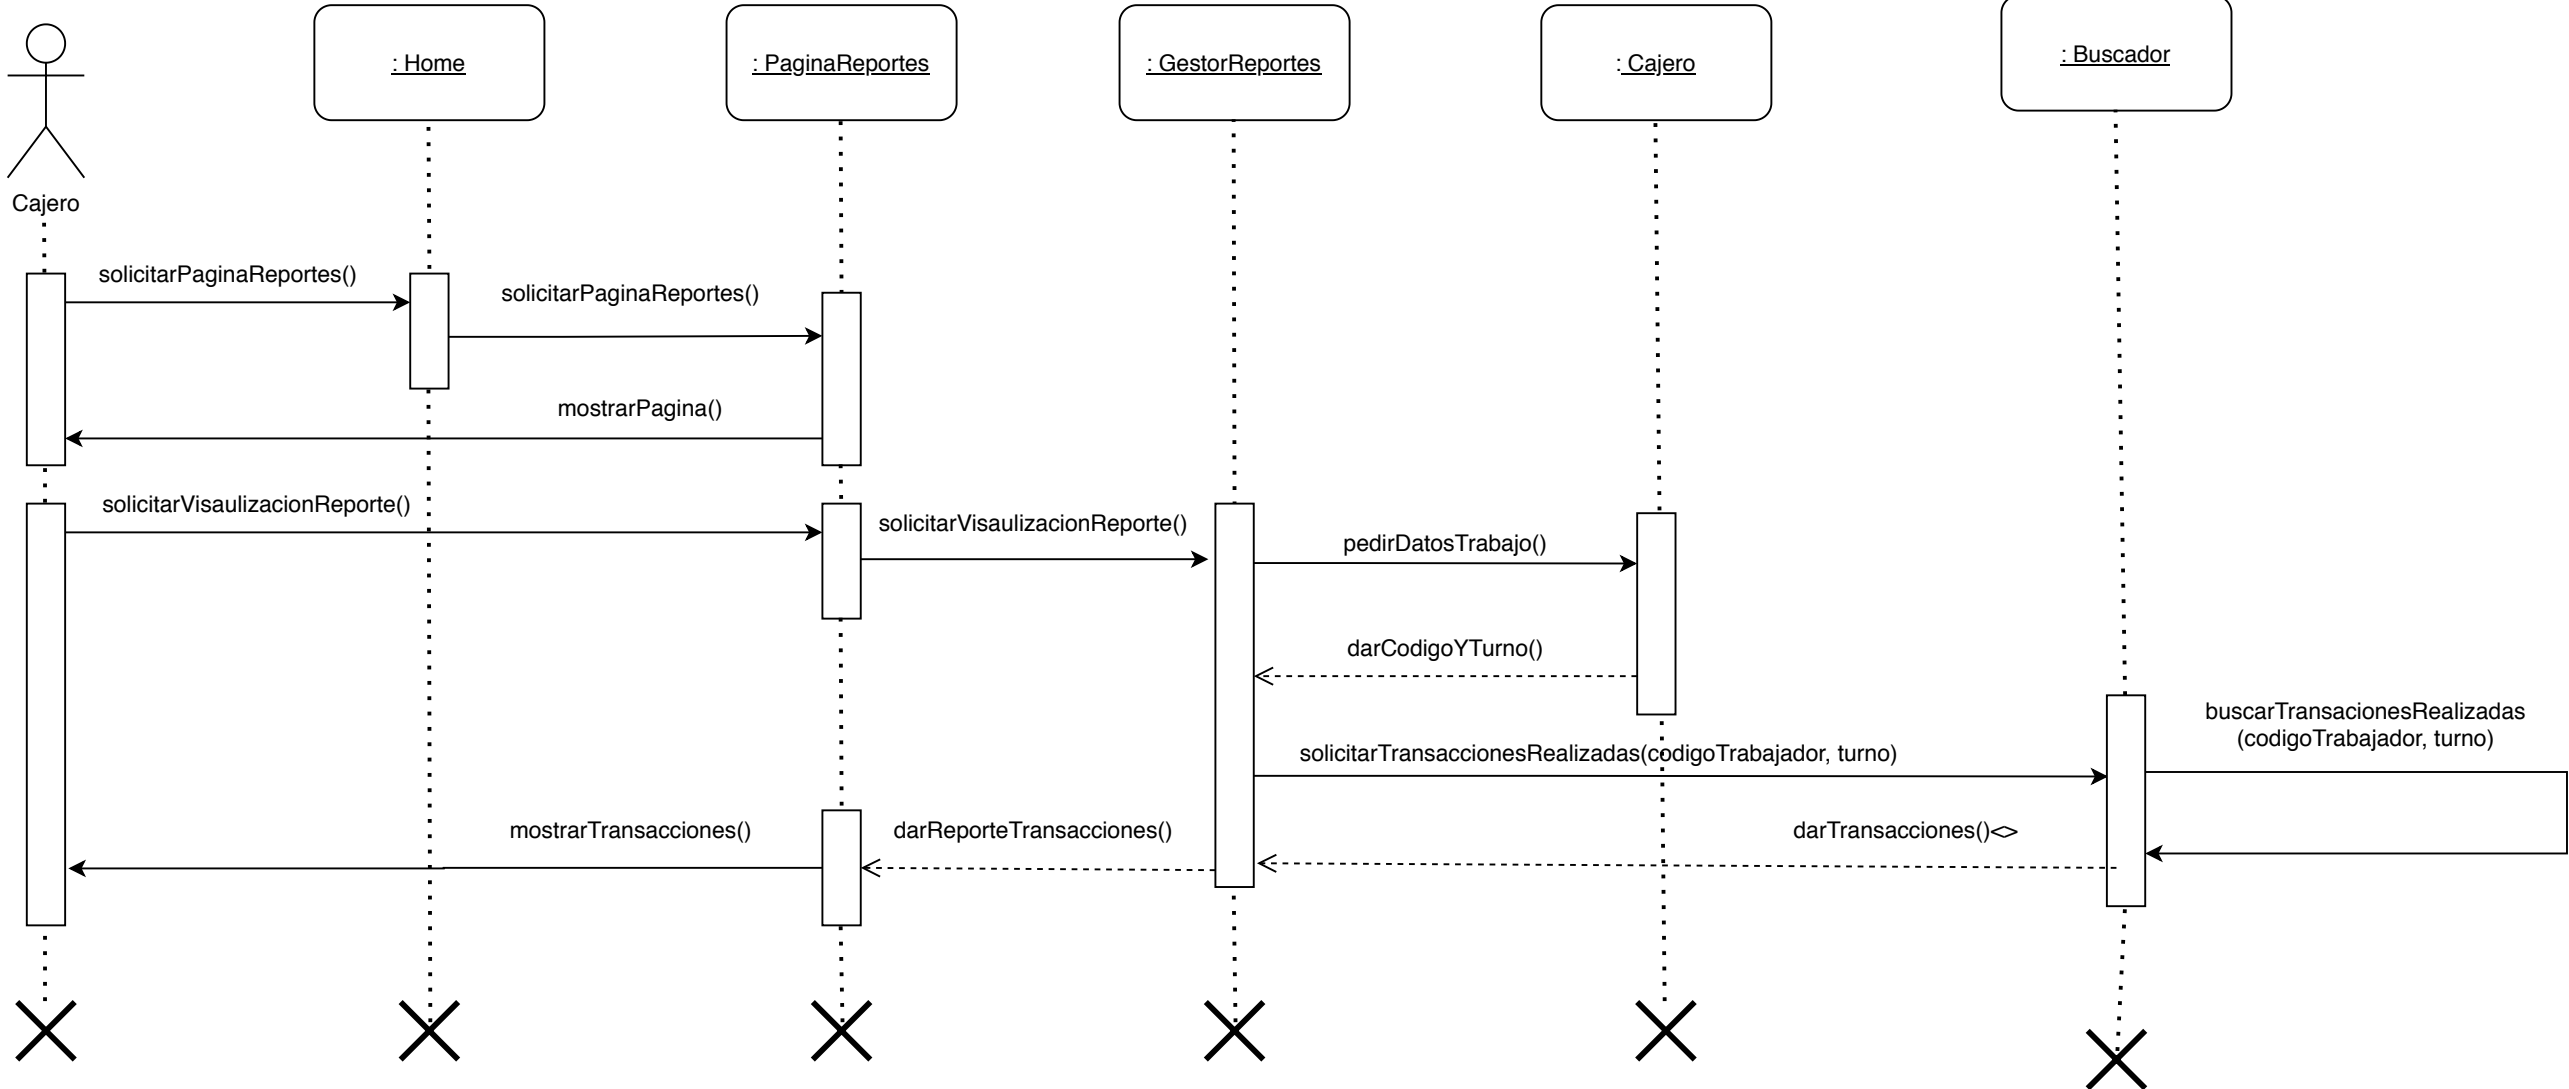 : Home
: PaginaReportes
: GestorReportes
: Cajero
: Buscador
Cajero
solicitarPaginaReportes()
solicitarPaginaReportes()
mostrarPagina()
solicitarVisaulizacionReporte()
solicitarVisaulizacionReporte()
pedirDatosTrabajo()
darCodigoYTurno()
buscarTransacionesRealizadas
(codigoTrabajador, turno)
solicitarTransaccionesRealizadas(codigoTrabajador, turno)
mostrarTransacciones()
darReporteTransacciones()
darTransacciones()<>